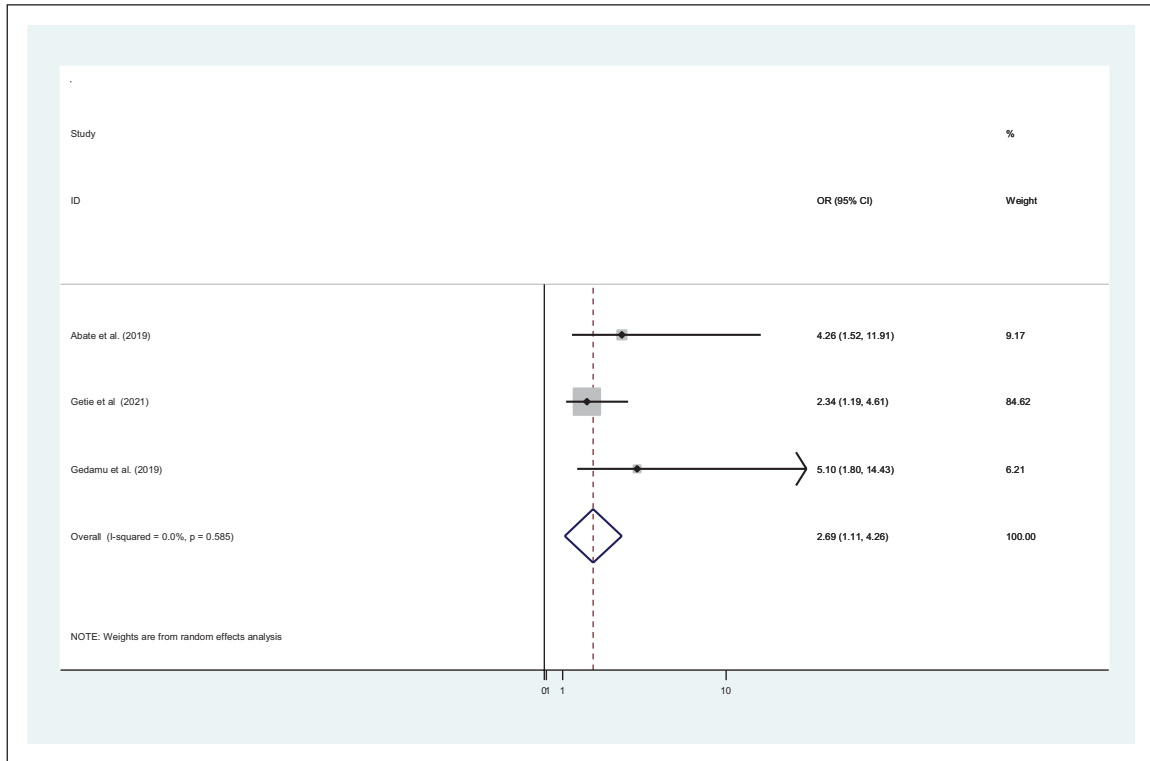 .
Study %
ID OR (95% CI) Weight
Abate et al. (2019) 4.26 (1.52, 11.91) 9.17
Getie et al (2021) 2.34 (1.19, 4.61) 84.62
Gedamu et al. (2019) 5.10 (1.80, 14.43) 6.21
Overall (I-squared = 0.0%, p = 0.585) 2.69 (1.11, 4.26) 100.00
NOTE: Weights are from random effects analysis
0 .1 1 10